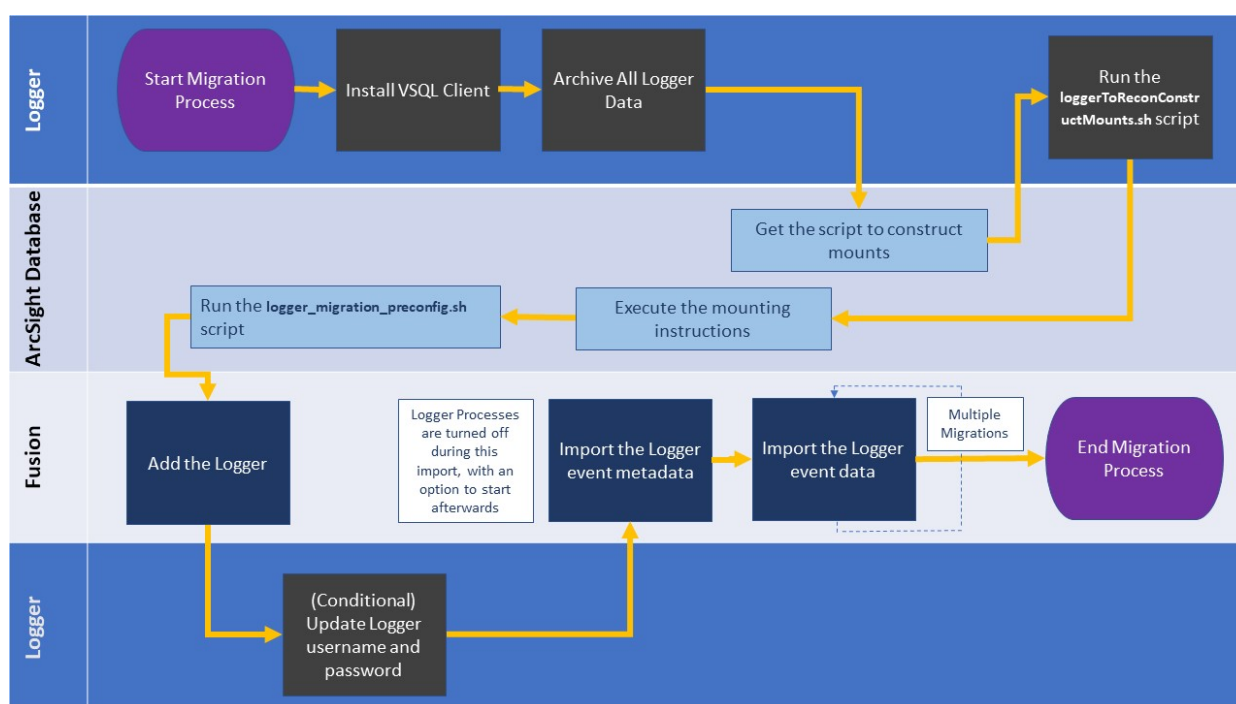 Logger
Start Migration
Process
Install VSQL Client
Archive All Logger
Data
Run the
loggerToReconConstr
uctMounts.sh script
ArcSight Database
Get the script to construct
mounts
Run the logger_migration_preconfig.sh
script
Execute the mounting
instructions
Fusion
Add the Logger
Logger Processes
are turned off
during this
import, with an
option to start
afterwards
Import the Logger
event metadata
Import the Logger
event data
Multiple
Migrations
End Migration
Process
Logger
(Conditional)
Update Logger
username and
password